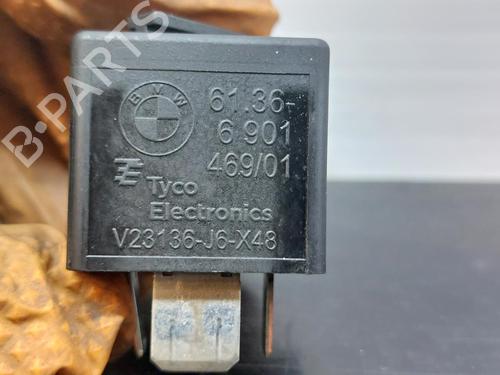 BMW
61.36-
6 901
469/01
Tyco
Electronics
V23136-J6-X48
B-PARTS